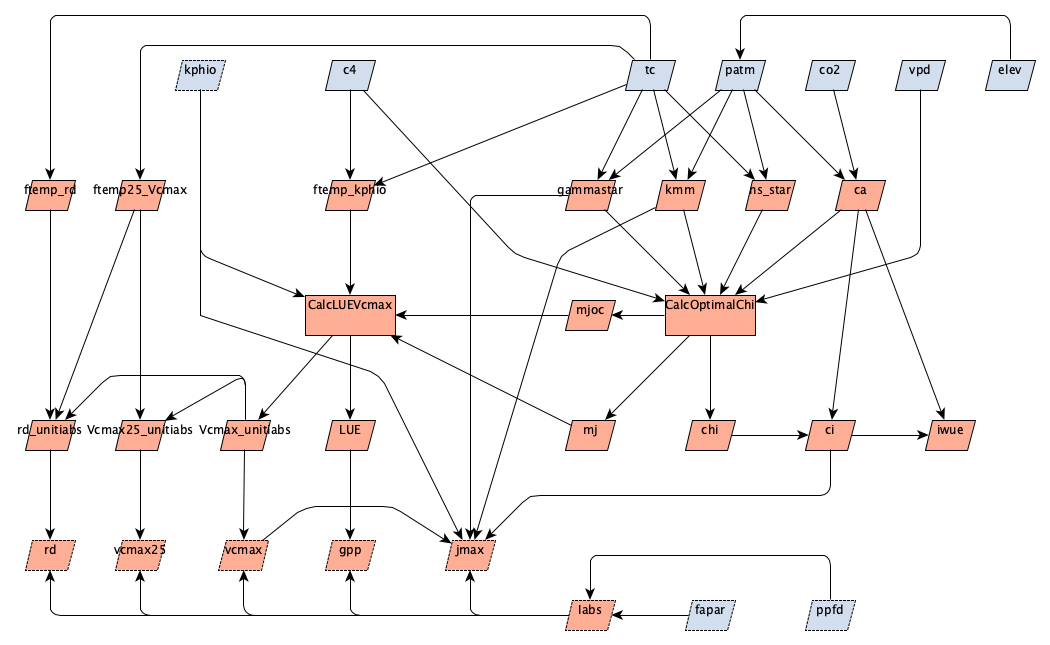 kphio
c4
tc
patm
co2
vpd
elev
ftemp_rd
ftemp25_Vcmax
ftemp_kphio
gammastar
kmm
ns_star
ca
CalcLUEVcmax
mjoc
CalcOptimalChi
rd_unitiabs
Vcmax25_unitiabs
Vcmax_unitiabs
LUE
mj
chi
ci
iwue
rd
vcmax25
vcmax
gpp
jmax
Iabs
fapar
ppfd